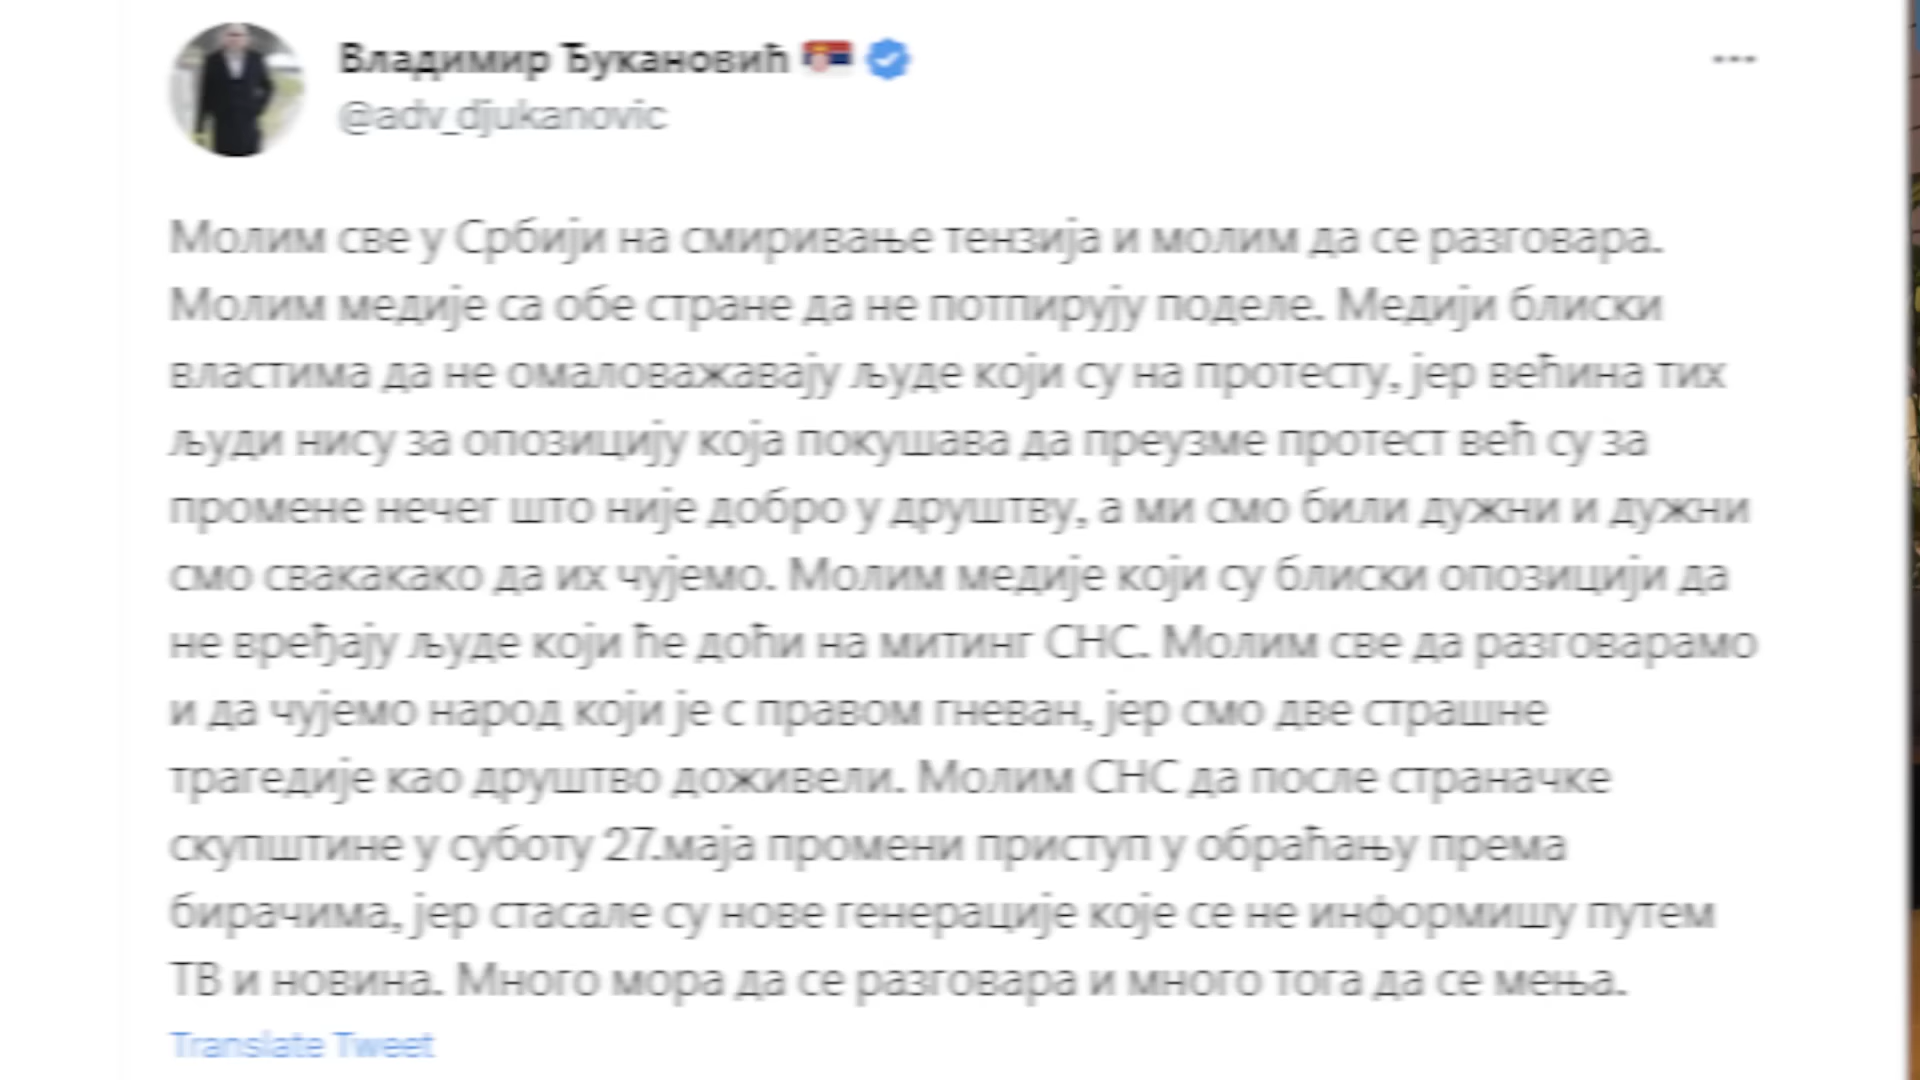 Владимир Ђукановић
@adv_djukanovic
Молим све у Србији на смиривање тензија и молим да се разговара.
Молим медије са обе стране да не потпирују поделе. Медији блиски
властима да не омаловажавају људе који су на протесту, јер већина тих
људи нису за опозицију која покушава да преузме протест већ су за
промене нечег што није добро у друштву, а ми смо били дужни и дужни
смо свакакако да их чујемо. Молим медије који су блиски опозицији да
не вређају људе који ће доћи на митинг СНС. Молим све да разговарамо
и да чујемо народ који је с правом гневан, јер смо две страшне
трагедије као друштво доживели. Молим СНС да после страначке
скупштине у суботу 27.маја промени приступ у обраћању према
бирачима, јер стасале су нове генерације које се не информишу путем
ТВ и новина. Много мора да се разговара и много тога да се мења.
Translate Tweet